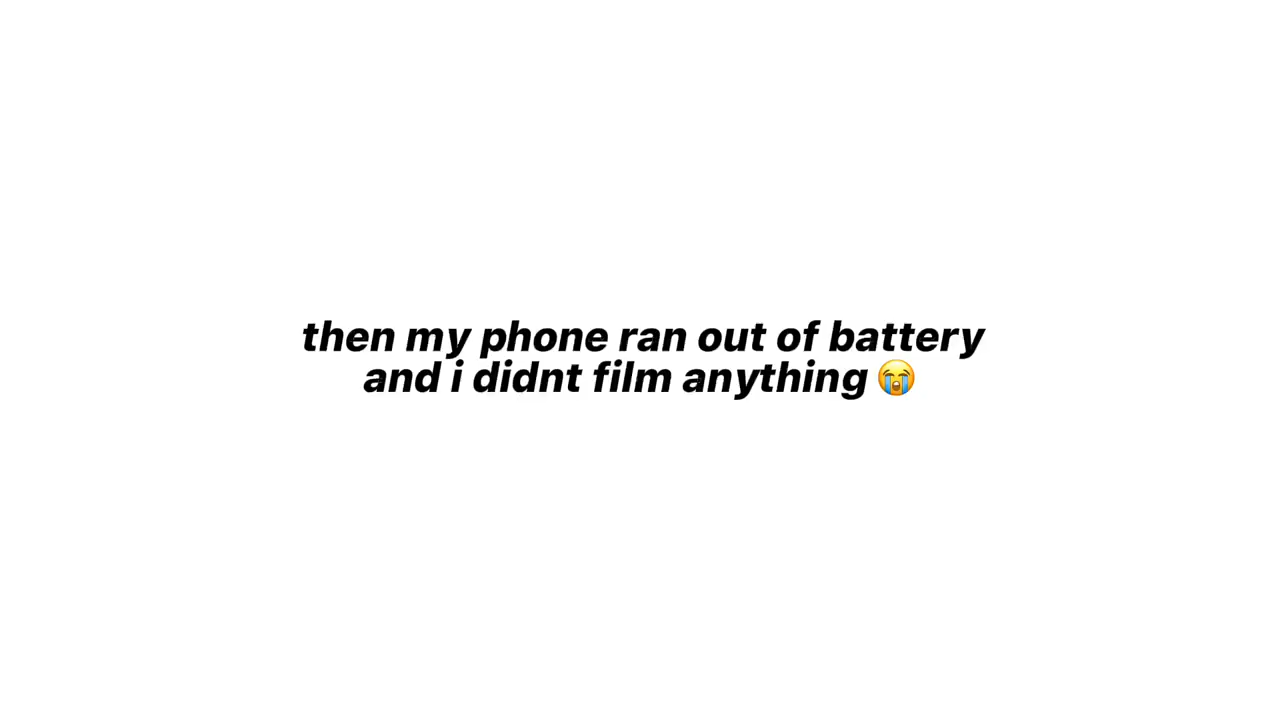 then my phone ran out of battery
and i didnt film anything 😭